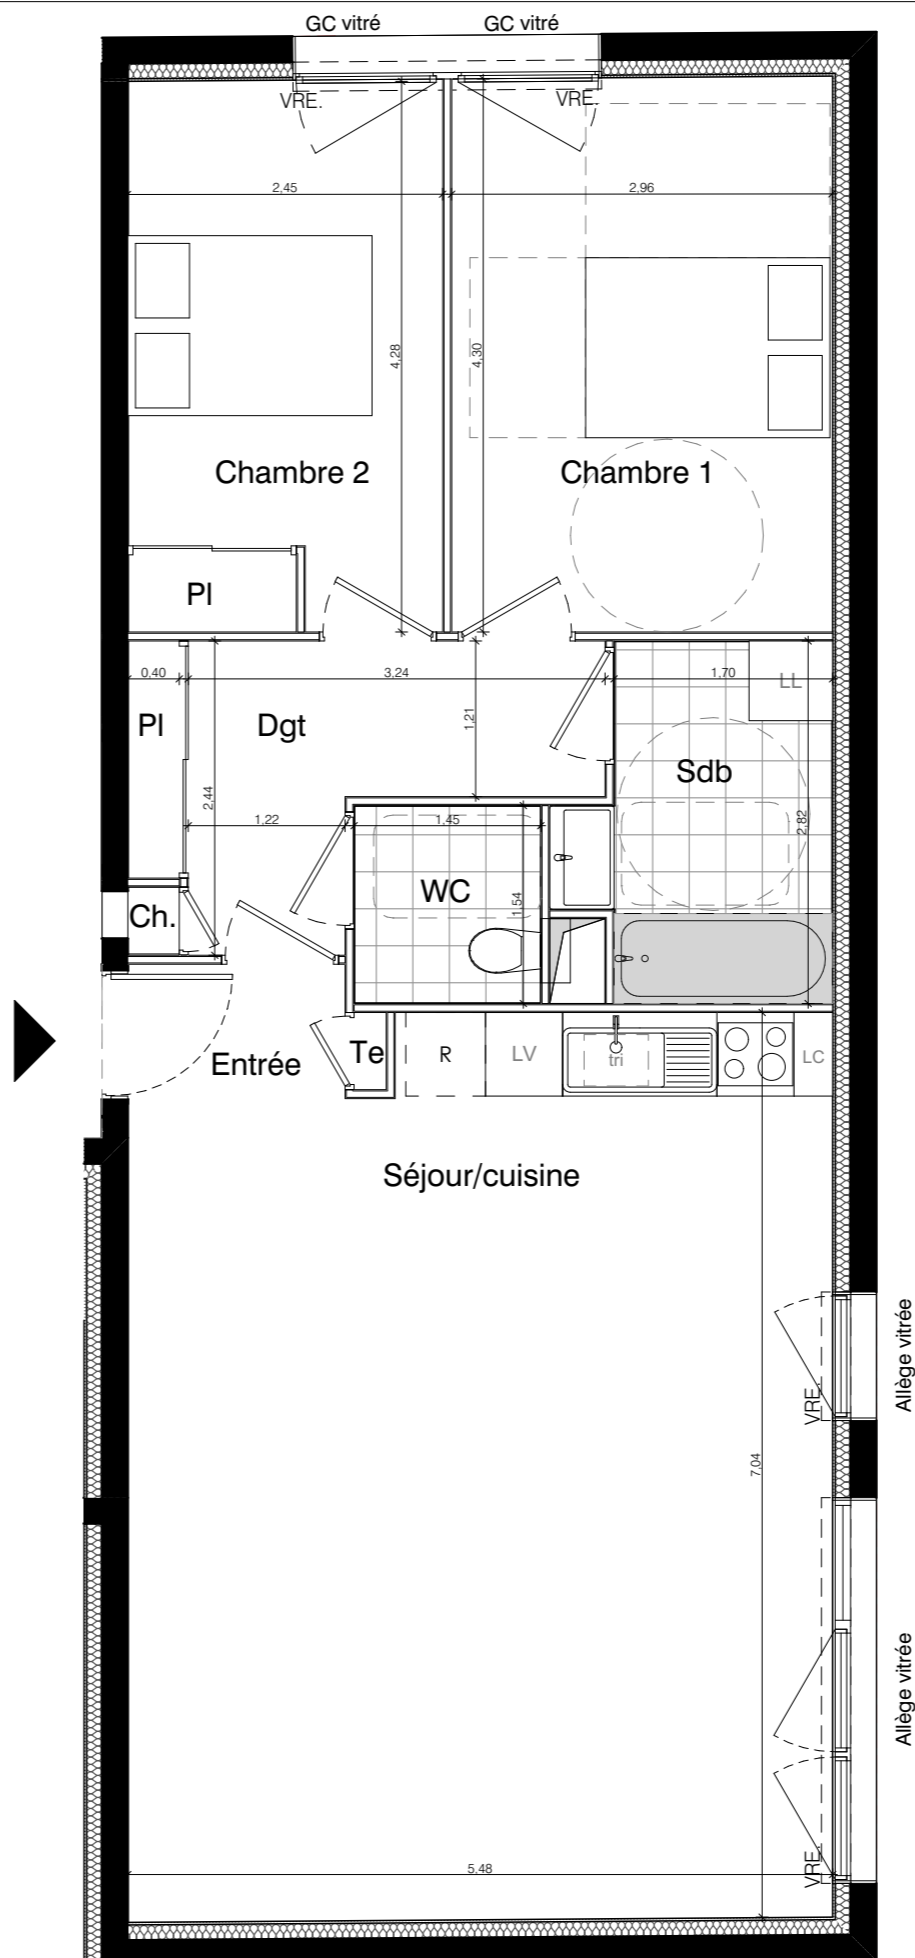 GC vitré
GC vitré
VRE.
VRE.
2,45
2,96
4,28
4,30
Chambre 2
Chambre 1
Pl
0,40
3,24
1,70
LL
Pl
Dgt
1,21
Sdb
2,44
1,22
1,45
2,82
WC
1,54
Ch.
Entrée
Te
R
LV
tri
LC
Séjour/cuisine
Allège vitrée
VRE.
7,04
Allège vitrée
VRE.
5,48